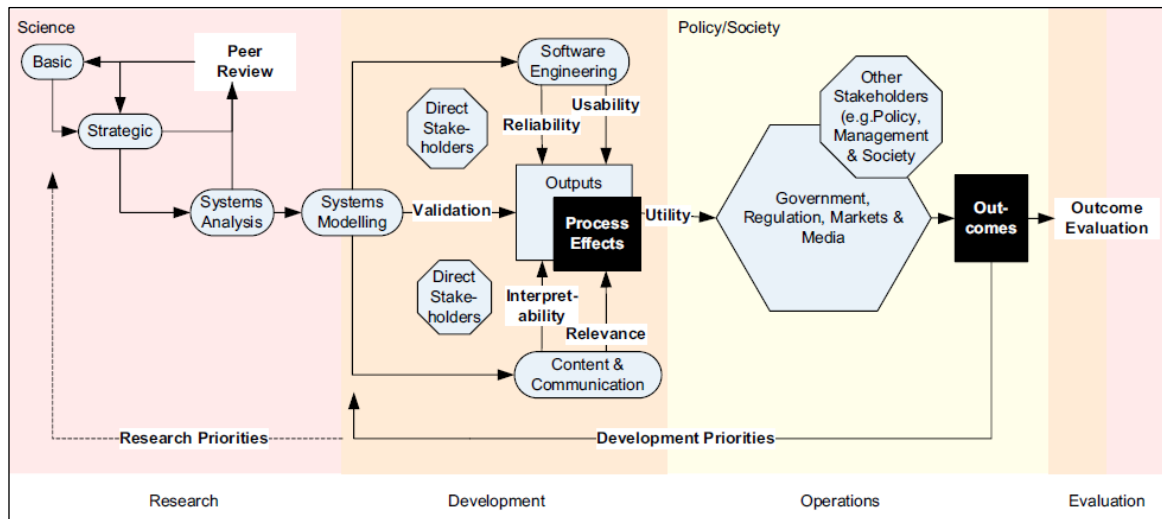 Science
Policy/Society
Basic
Peer
Review
Strategic
Systems
Analysis
Systems
Modelling
Software
Engineering
Direct
Stake-
holders
Reliability
Usability
Validation
Outputs
Process
Effects
Utility
Direct
Stake-
holders
Interpret-
ability
Relevance
Content &
Communication
Other
Stakeholders
(e.g.Policy,
Management
& Society
Government,
Regulation, Markets &
Media
Out-
comes
Outcome
Evaluation
Research Priorities
Development Priorities
Research
Development
Operations
Evaluation